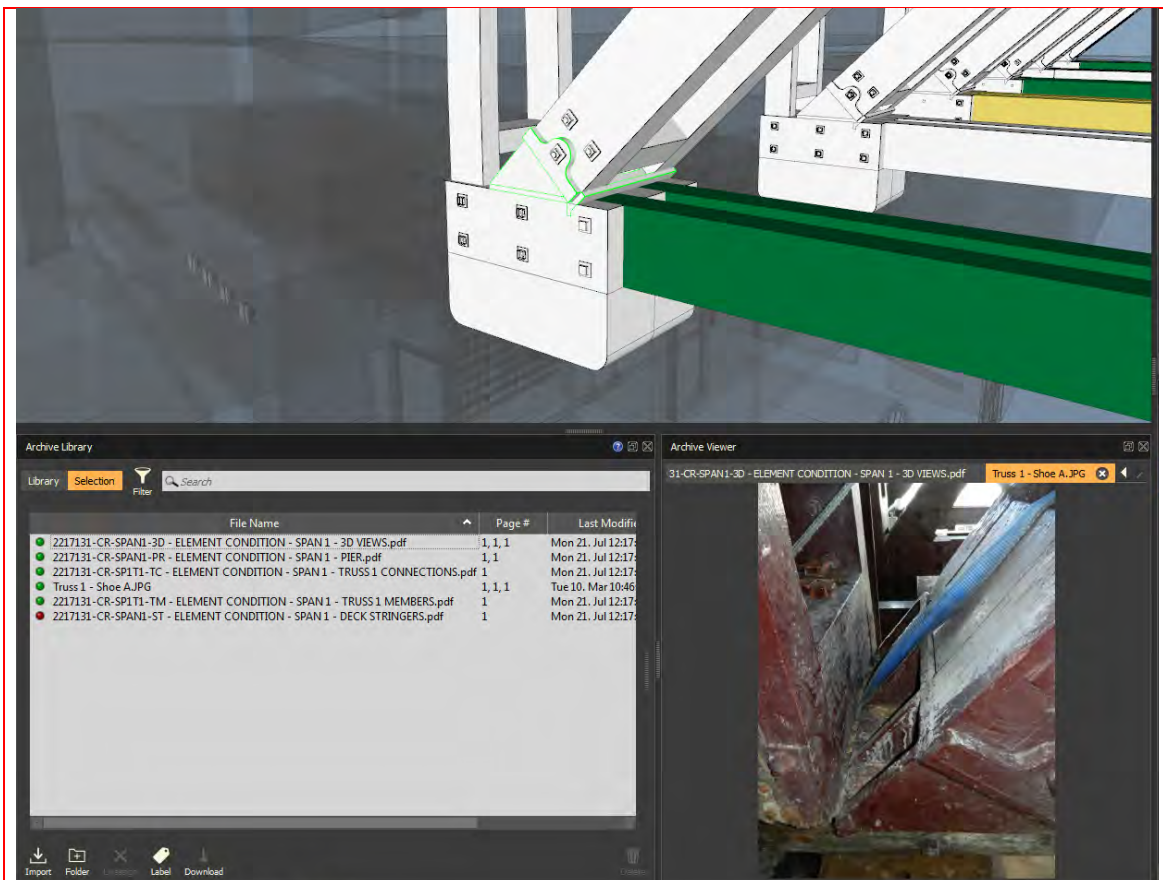 Archive Library
Library Selection Filter Search
File Name Page # Last Modifie
2217131-CR-SPAN1-3D - ELEMENT CONDITION - SPAN 1 - 3D VIEWS.pdf 1, 1, 1 Mon 21. Jul 12:17:
2217131-CR-SPAN1-PR - ELEMENT CONDITION - SPAN 1 - PIER.pdf 1, 1 Mon 21. Jul 12:17:
2217131-CR-SP1T1-TC - ELEMENT CONDITION - SPAN 1 - TRUSS 1 CONNECTIONS.pdf 1 Mon 21. Jul 12:17:
Truss 1 - Shoe A.JPG 1, 1, 1 Tue 10. Mar 10:46
2217131-CR-SP1T1-TM - ELEMENT CONDITION - SPAN 1 - TRUSS 1 MEMBERS.pdf 1 Mon 21. Jul 12:17:
2217131-CR-SPAN1-ST - ELEMENT CONDITION - SPAN 1 - DECK STRINGERS.pdf 1 Mon 21. Jul 12:17:
Import Folder Label Download
Archive Viewer
31-CR-SPAN1-3D - ELEMENT CONDITION - SPAN 1 - 3D VIEWS.pdf Truss 1 - Shoe A.JPG